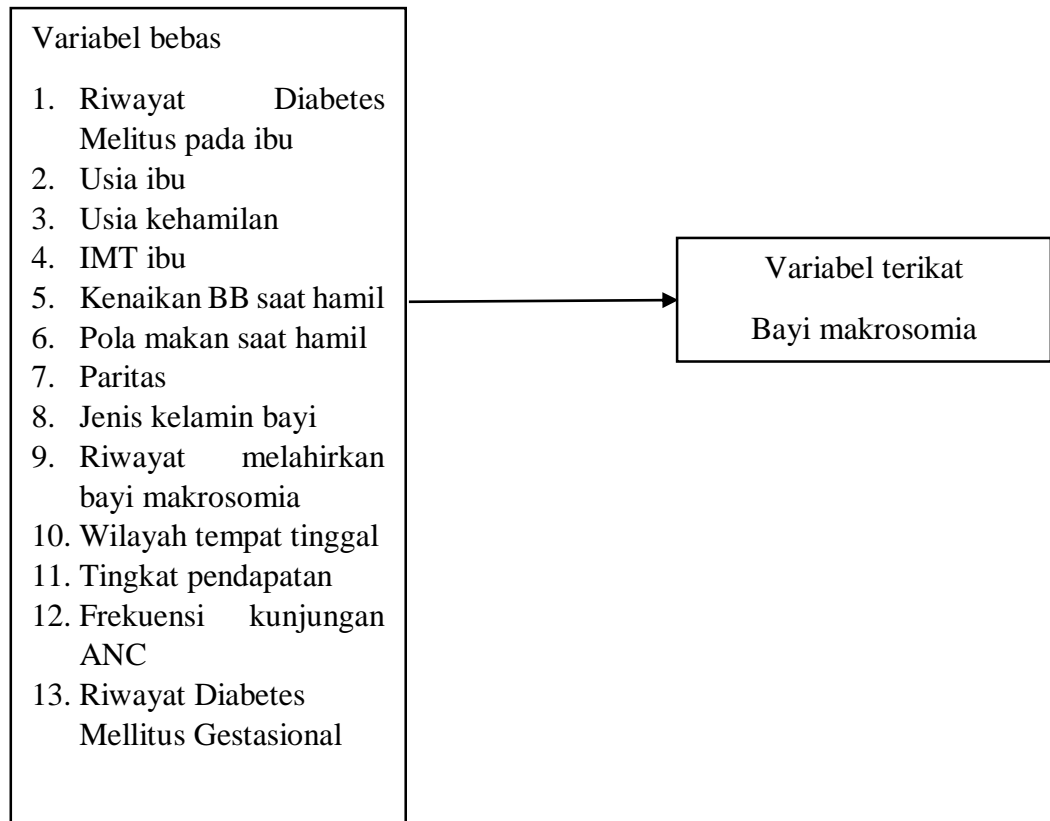 Variabel bebas
1. Riwayat Diabetes
Melitus pada ibu
2. Usia ibu
3. Usia kehamilan
4. IMT ibu
5. Kenaikan BB saat hamil
6. Pola makan saat hamil
7. Paritas
8. Jenis kelamin bayi
9. Riwayat melahirkan
bayi makrosomia
10. Wilayah tempat tinggal
11. Tingkat pendapatan
12. Frekuensi kunjungan
ANC
13. Riwayat Diabetes
Mellitus Gestasional
Variabel terikat
Bayi makrosomia